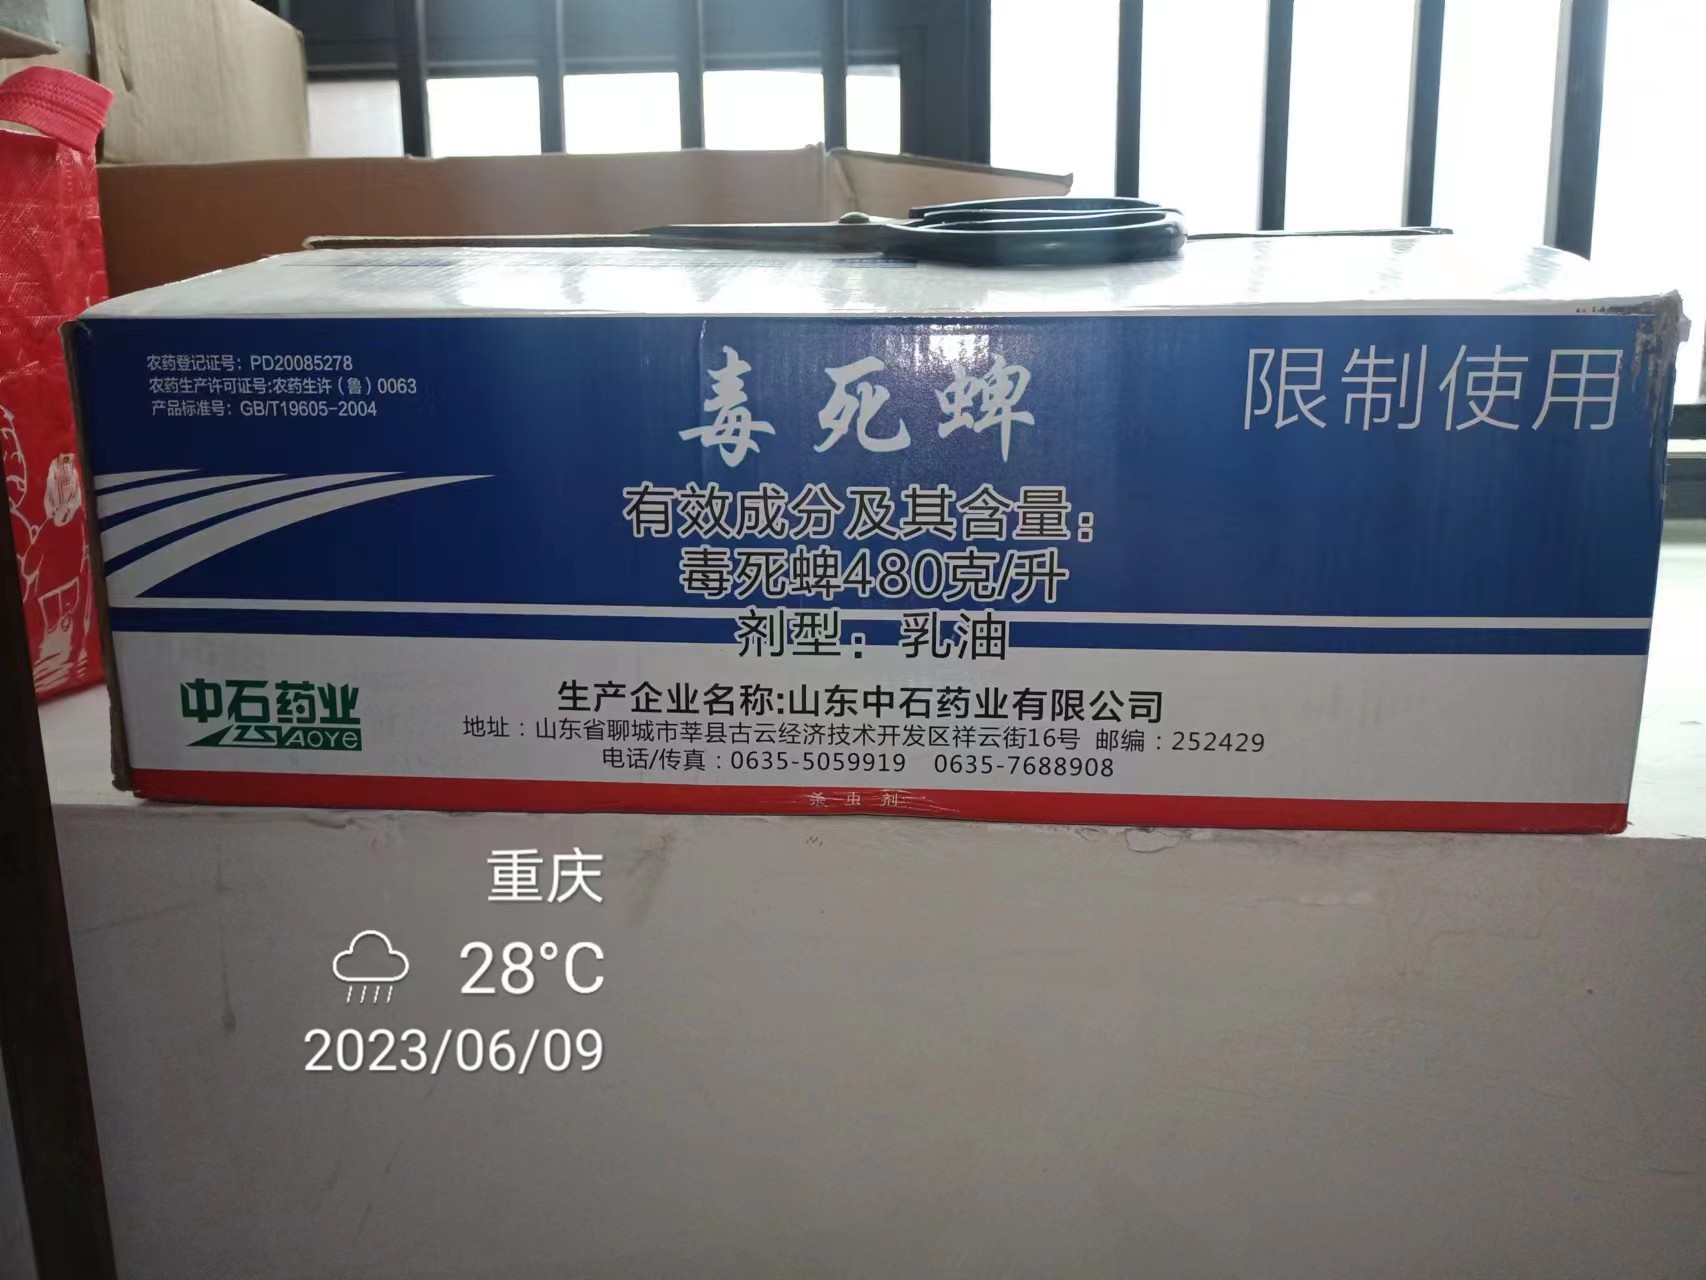 农药登记证号：PD20085278
农药生产许可证号:农药生许（鲁）0063
产品标准号：GB/T19605-2004
毒死蜱
限制使用
有效成分及其含量：
毒死蜱480克/升
剂型：乳油
中石药业
YAOYE
生产企业名称:山东中石药业有限公司
地址：山东省聊城市莘县古云经济技术开发区祥云街16号 邮编：252429
电话/传真：0635-5059919 0635-7688908
杀虫剂
重庆
28°C
2023/06/09